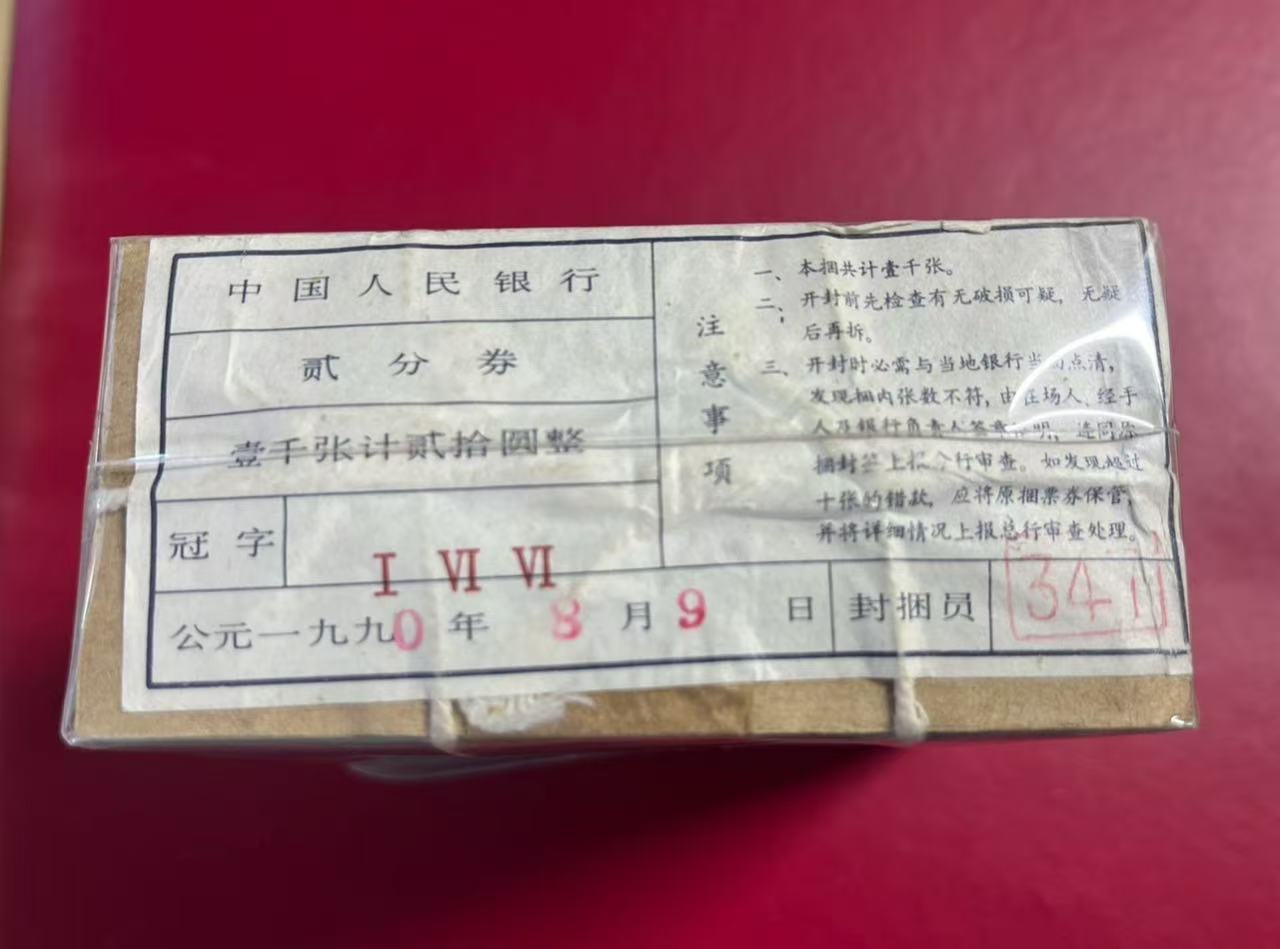 中国人民银行
贰分券
壹千张计贰拾圆整
冠字
Ⅰ Ⅵ Ⅵ
公元一九九0年8月9日
封捆员
341
注意事项
一、本捆共计壹千张。
二、开封前先检查有无破损可疑，无疑
后再拆。
三、开封时必需与当地银行当面点清，
发现捆内张数不符，由在场人、经手
人及银行负责人签章证明，连同原
捆封签上报分行审查。如发现超过
十张的错款，应将原捆票券保管，
并将详细情况上报总行审查处理。